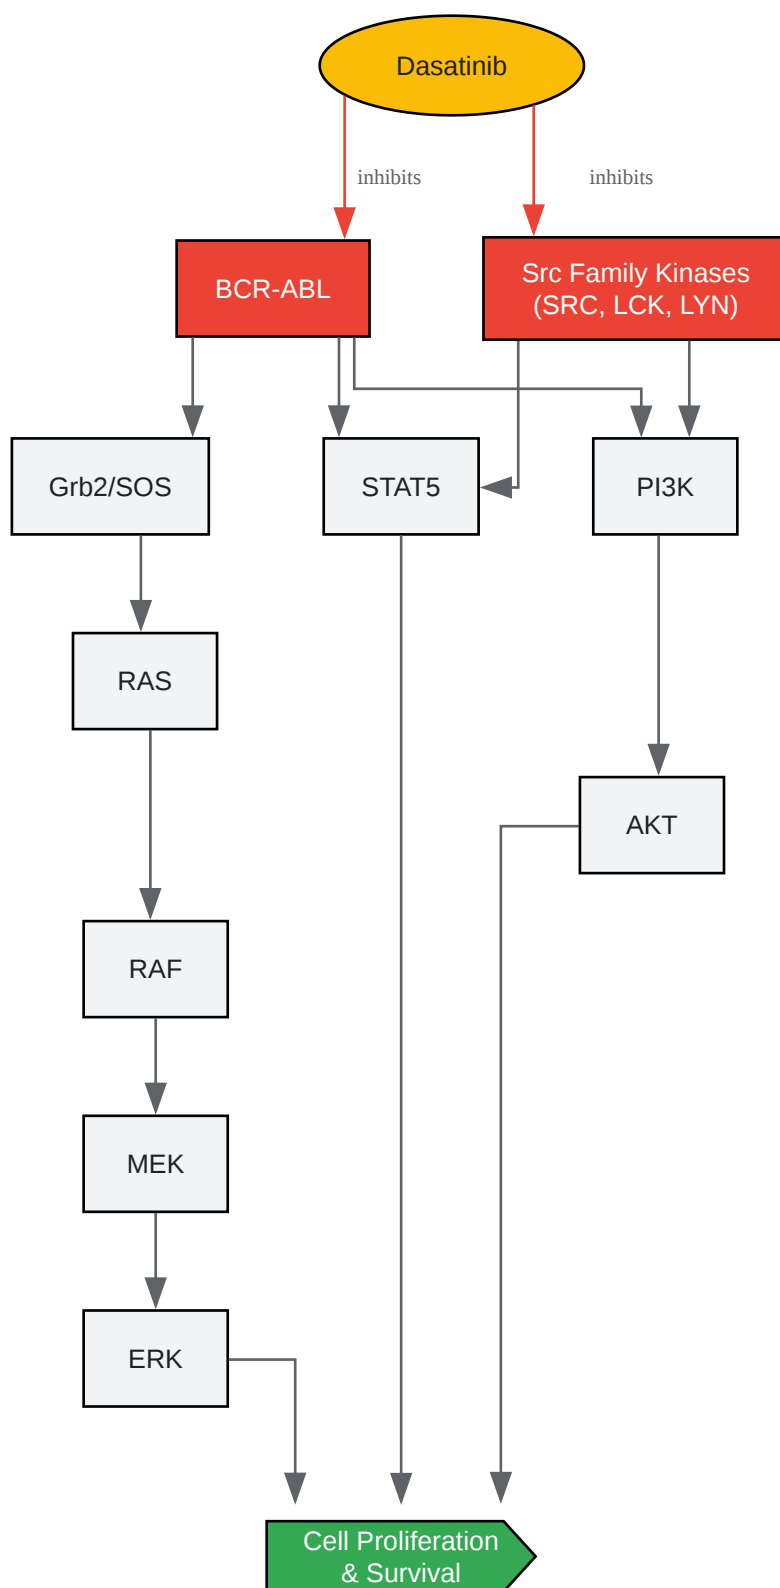 Dasatinib
inhibits
inhibits
BCR-ABL
Src Family Kinases
(SRC, LCK, LYN)
Grb2/SOS
STAT5
PI3K
RAS
AKT
RAF
MEK
ERK
Cell Proliferation
& Survival